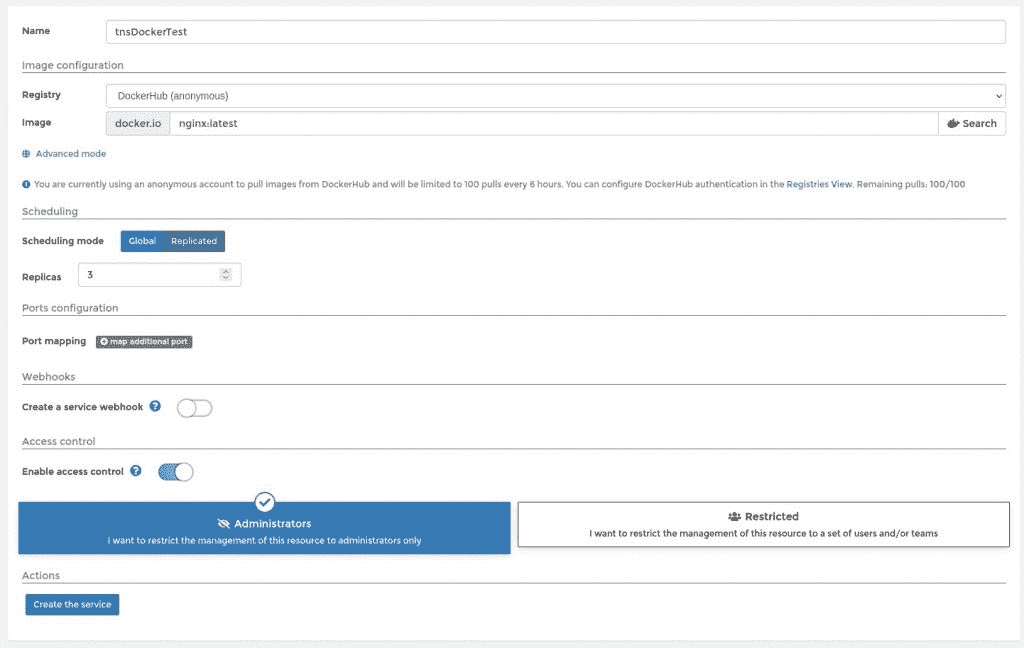 Name tnsDockerTest
Image configuration
Registry DockerHub (anonymous)
Image docker.io nginx:latest Search
Advanced mode
You are currently using an anonymous account to pull images from DockerHub and will be limited to 100 pulls every 6 hours. You can configure DockerHub authentication in the Registries View. Remaining pulls: 100/100
Scheduling
Scheduling mode Global Replicated
Replicas 3
Ports configuration
Port mapping map additional port
Webhooks
Create a service webhook
Access control
Enable access control
Administrators
I want to restrict the management of this resource to administrators only
Restricted
I want to restrict the management of this resource to a set of users and/or teams
Actions
Create the service